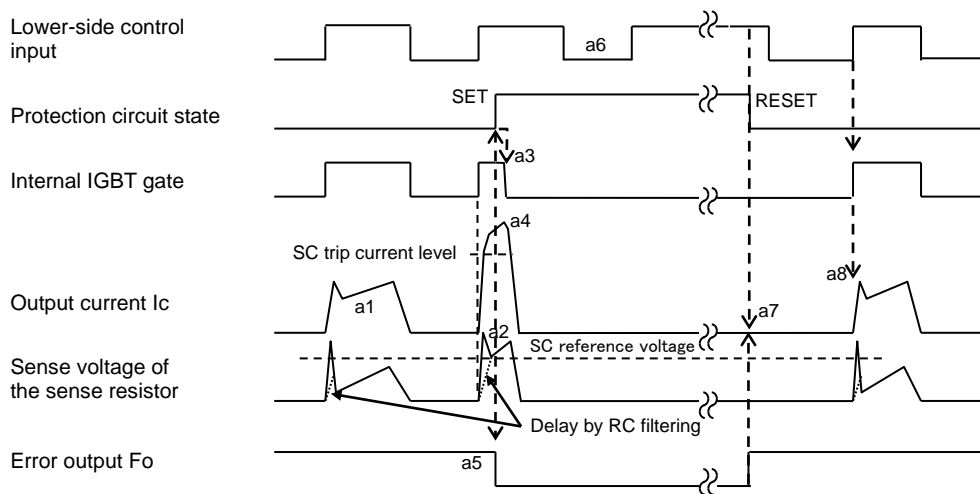 Lower-side control
input
a6
SET
RESET
Protection circuit state
a3
Internal IGBT gate
a4
SC trip current level
a8
Output current Ic
a1
a7
a2
SC reference voltage
Sense voltage of
the sense resistor
Delay by RC filtering
Error output Fo
a5